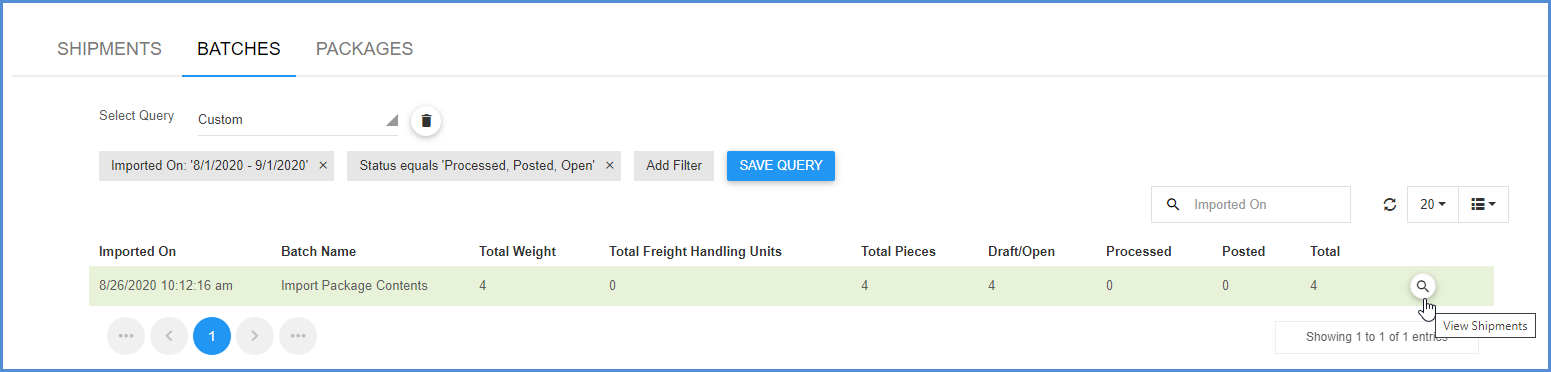 SHIPMENTS BATCHES PACKAGES
Select Query Custom
Imported On: '8/1/2020 - 9/1/2020' × Status equals 'Processed, Posted, Open' × Add Filter SAVE QUERY
Imported On 20
Imported On Batch Name Total Weight Total Freight Handling Units Total Pieces Draft/Open Processed Posted Total
8/26/2020 10:12:16 am Import Package Contents 4 0 4 4 0 0 4
View Shipments
1 Showing 1 to 1 of 1 entries